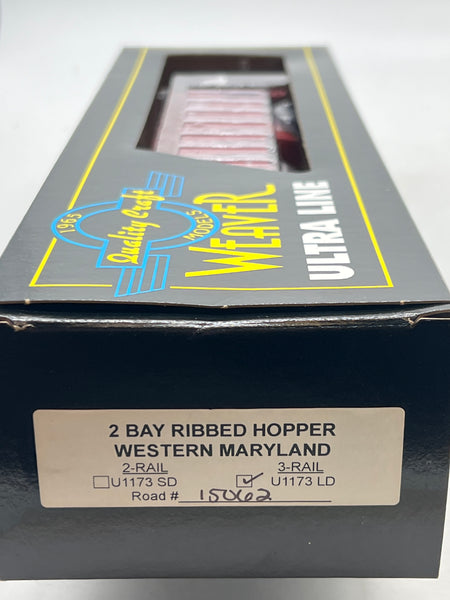 1963
Quality Craft
MODELS
WEAVER
ULTRA LINE
2 BAY RIBBED HOPPER
WESTERN MARYLAND
2-RAIL 3-RAIL
☐U1173 SD ☑U1173 LD
Road # 15062